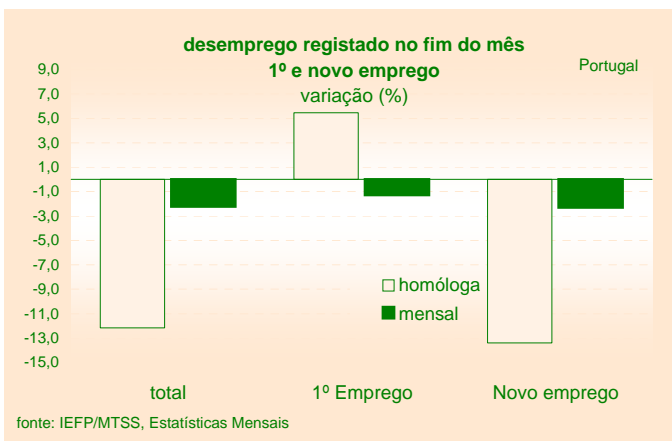 desemprego registado no fim do mês
1º e novo emprego
variação (%)
Portugal
9,0
7,0
5,0
3,0
1,0
-1,0
-3,0
-5,0
-7,0
-9,0
-11,0
-13,0
-15,0
homóloga
mensal
total
1º Emprego
Novo emprego
fonte: IEFP/MTSS, Estatísticas Mensais